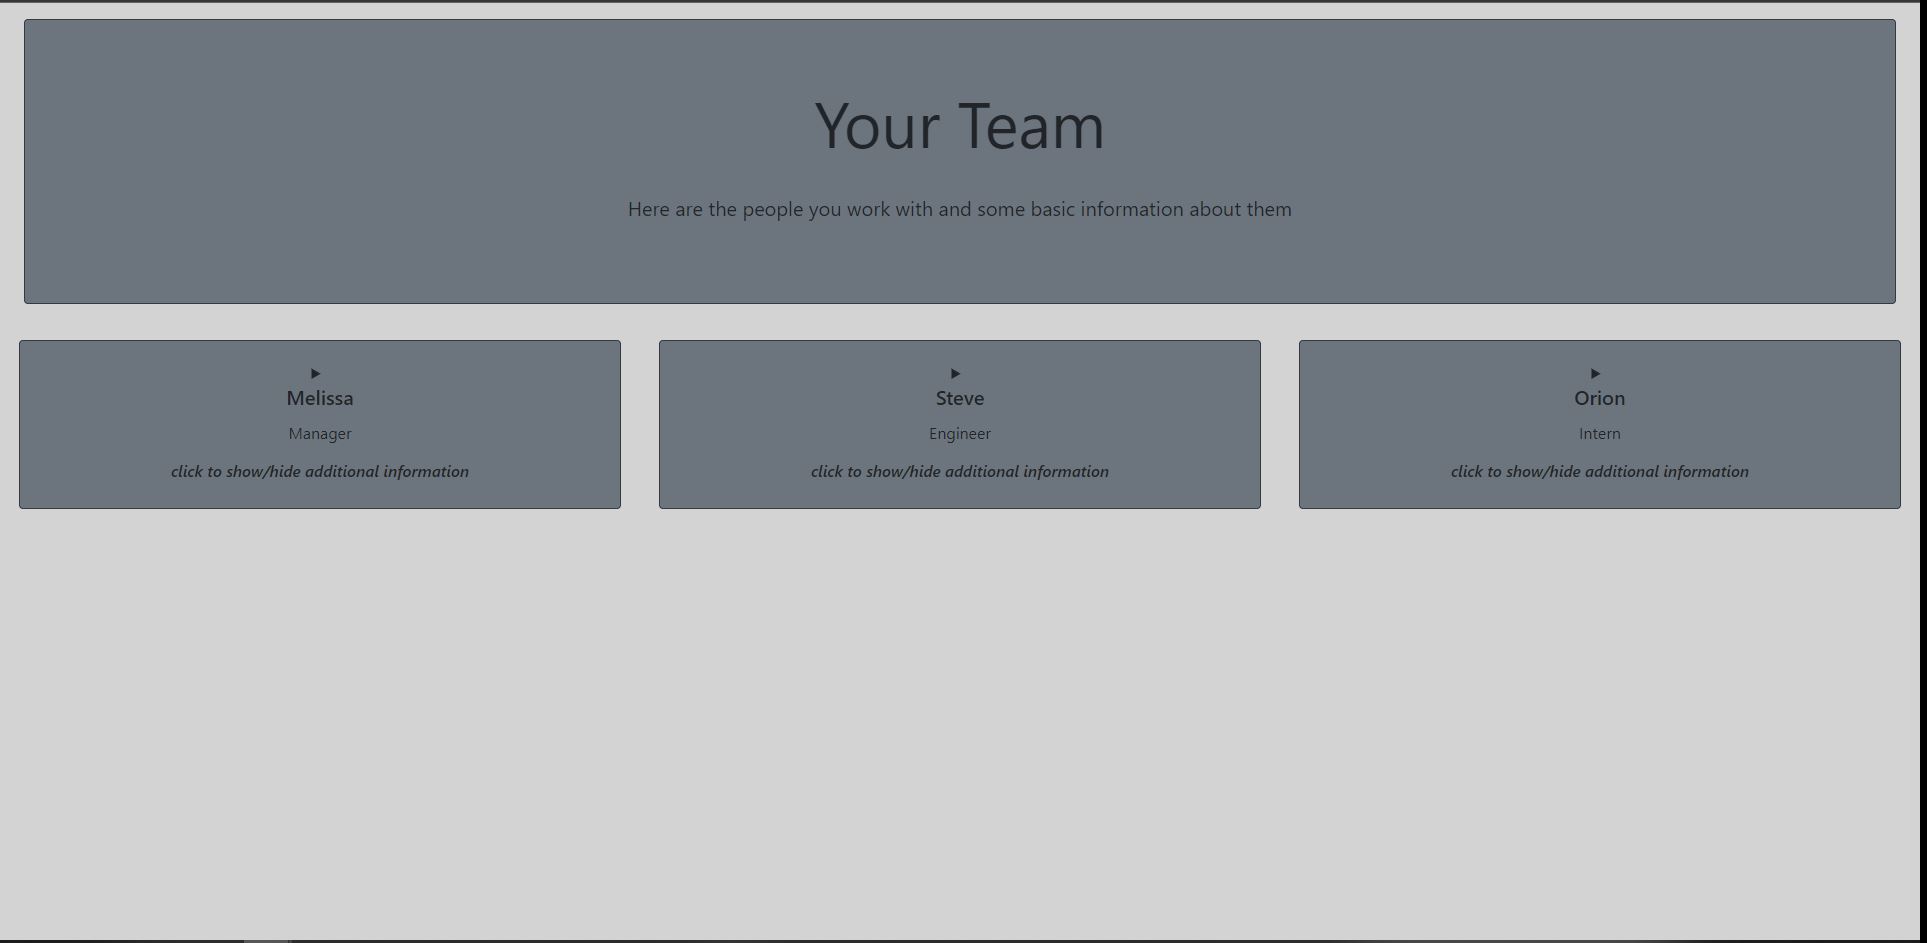 Your Team
Here are the people you work with and some basic information about them
Melissa
Manager
click to show/hide additional information
Steve
Engineer
click to show/hide additional information
Orion
Intern
click to show/hide additional information